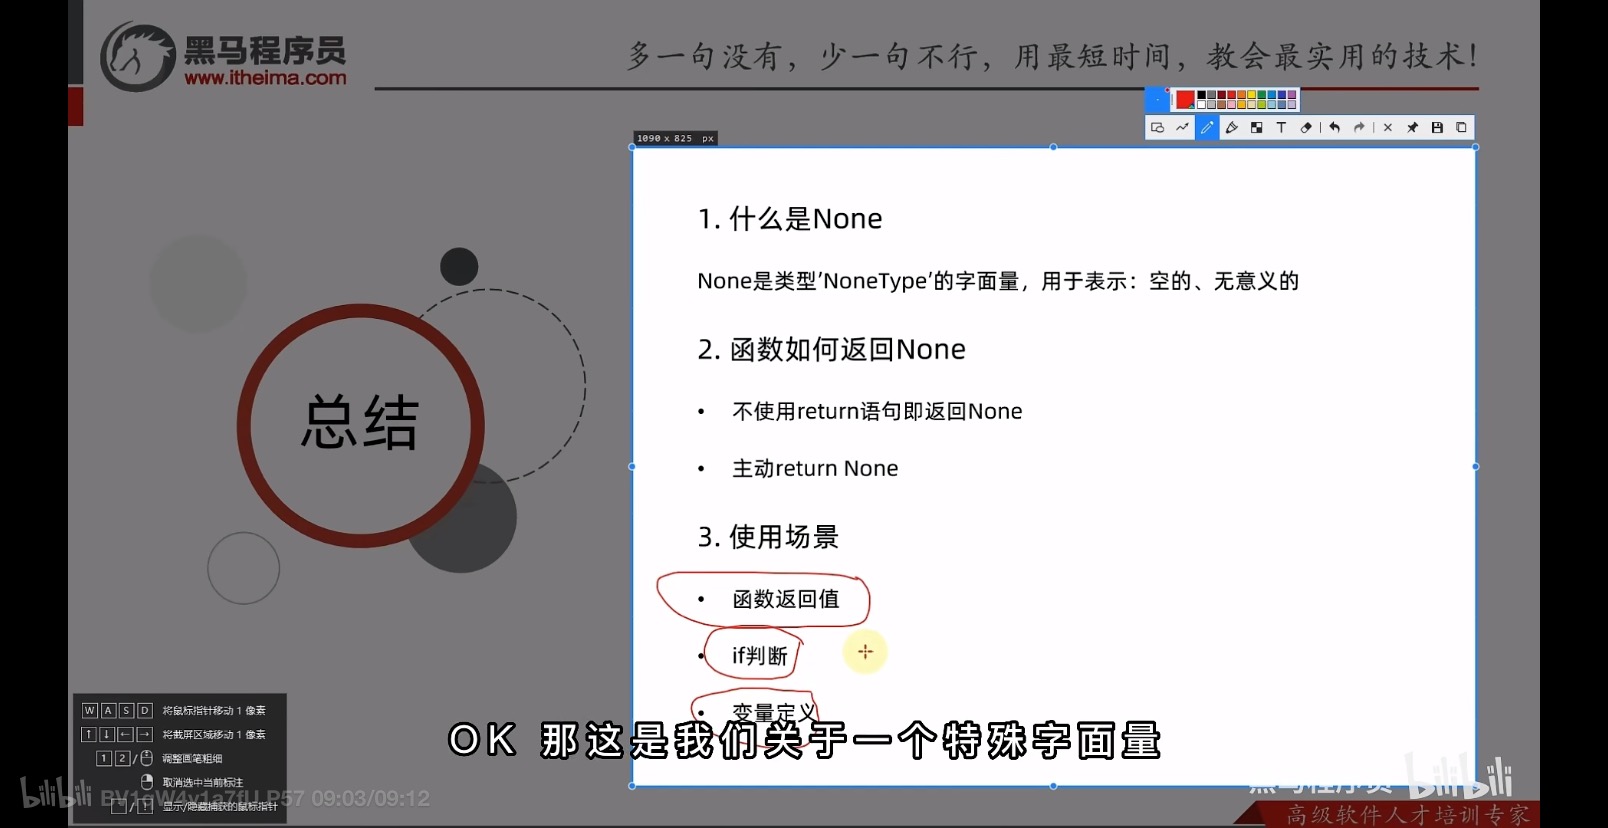 黑马程序员
www.itheima.com
多一句没有，少一句不行，用最短时间，教会最实用的技术！
1090 x 825 px
总结
1. 什么是None
None是类型’NoneType’的字面量，用于表示：空的、无意义的
2. 函数如何返回None
• 不使用return语句即返回None
• 主动return None
3. 使用场景
• 函数返回值
• if判断
• 变量定义
OK 那这是我们关于一个特殊字面量
W A S D 将鼠标指针移动 1 像素
↑ ↓ ← → 将截屏区域移动 1 像素
1 2 / 调整画笔粗细
取消选中当前标注
显示/隐藏捕获的鼠标指针
bilibili BV1qW4y1a7fU P57 09:03/09:12
黑马程序员 bilibili
高级软件人才培训专家